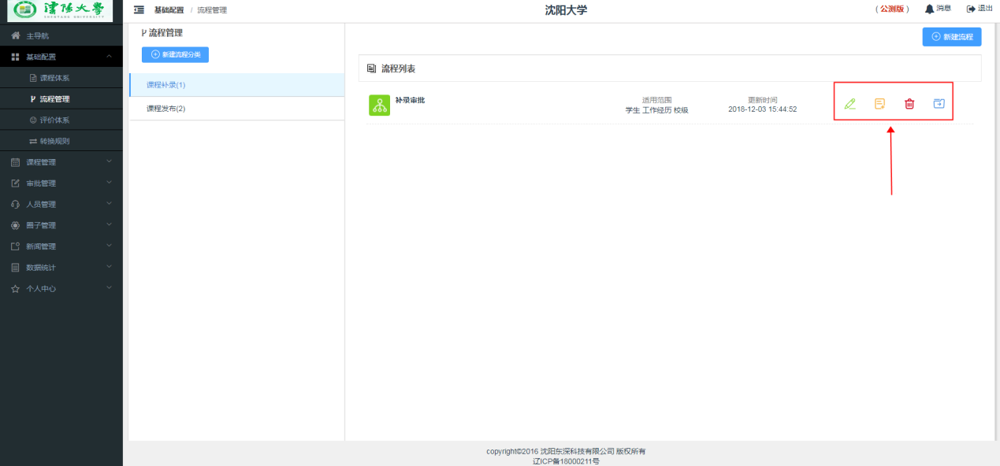 瀋陽大學
SHENYANG UNIVERSITY
基础配置 / 流程管理
沈阳大学
( 公测版 )
消息
退出
主导航
基础配置
课程体系
流程管理
评价体系
转换规则
课程管理
审批管理
人员管理
圈子管理
新闻管理
数据统计
个人中心
流程管理
新建流程分类
课程补录(1)
课程发布(2)
新建流程
流程列表
补录审批
适用范围
学生 工作经历 校级
更新时间
2018-12-03 15:44:52
copyright©2016 沈阳东深科技有限公司 版权所有
辽ICP备18000211号